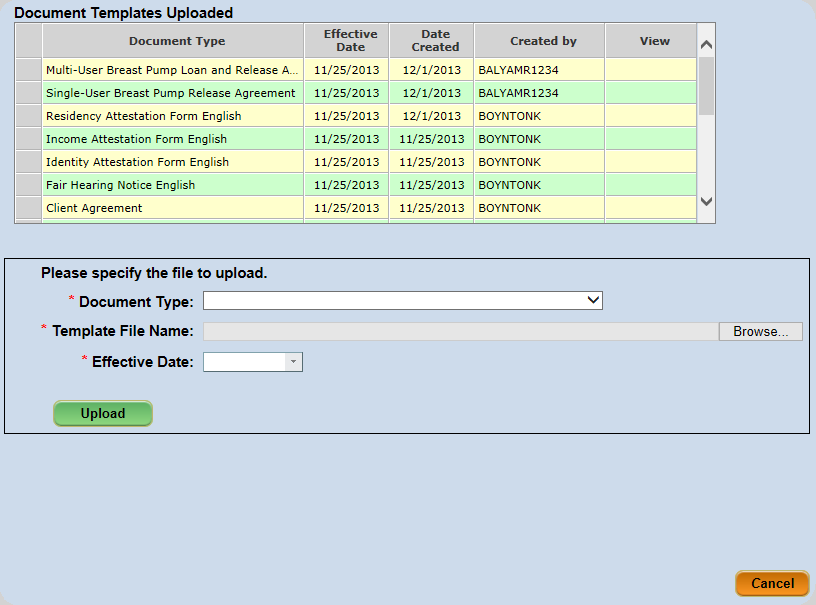 Document Templates Uploaded
Document Type Effective Date Date Created Created by View
Multi-User Breast Pump Loan and Release A... 11/25/2013 12/1/2013 BALYAMR1234
Single-User Breast Pump Release Agreement 11/25/2013 12/1/2013 BALYAMR1234
Residency Attestation Form English 11/25/2013 12/1/2013 BOYNTONK
Income Attestation Form English 11/25/2013 11/25/2013 BOYNTONK
Identity Attestation Form English 11/25/2013 11/25/2013 BOYNTONK
Fair Hearing Notice English 11/25/2013 11/25/2013 BOYNTONK
Client Agreement 11/25/2013 11/25/2013 BOYNTONK
Please specify the file to upload.
* Document Type:
* Template File Name: Browse...
* Effective Date:
Upload
Cancel